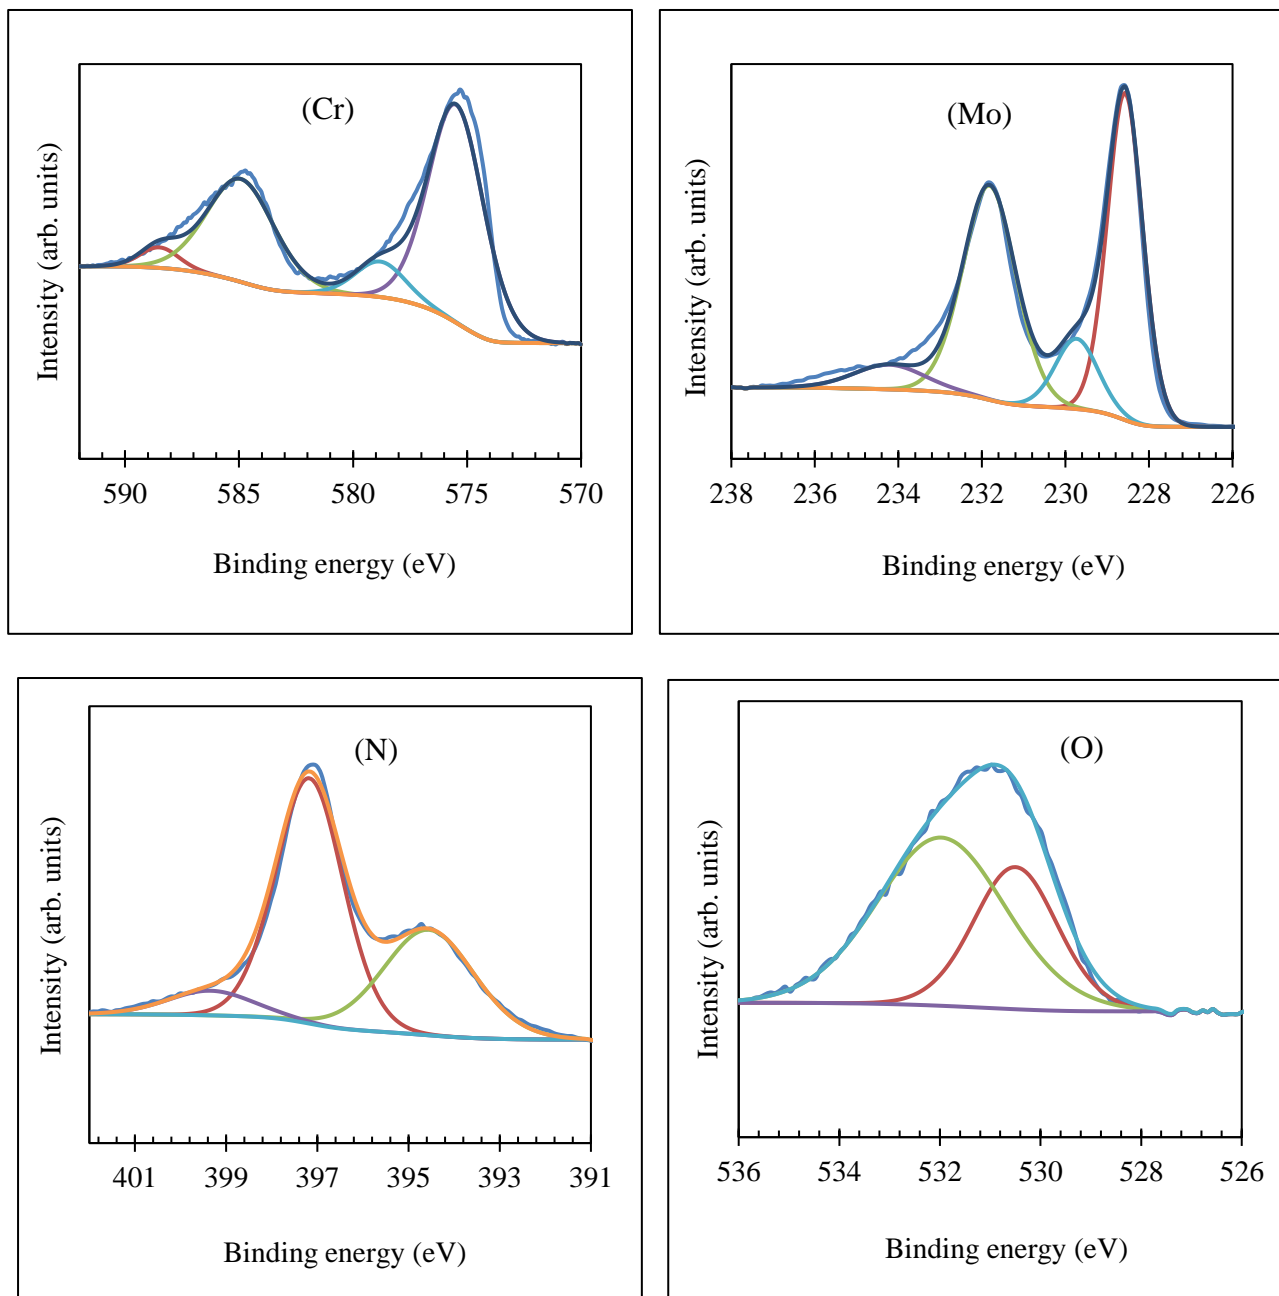 (Cr)
Intensity (arb. units)
590 585 580 575 570
Binding energy (eV)
(Mo)
Intensity (arb. units)
238 236 234 232 230 228 226
Binding energy (eV)
(N)
Intensity (arb. units)
401 399 397 395 393 391
Binding energy (eV)
(O)
Intensity (arb. units)
536 534 532 530 528 526
Binding energy (eV)